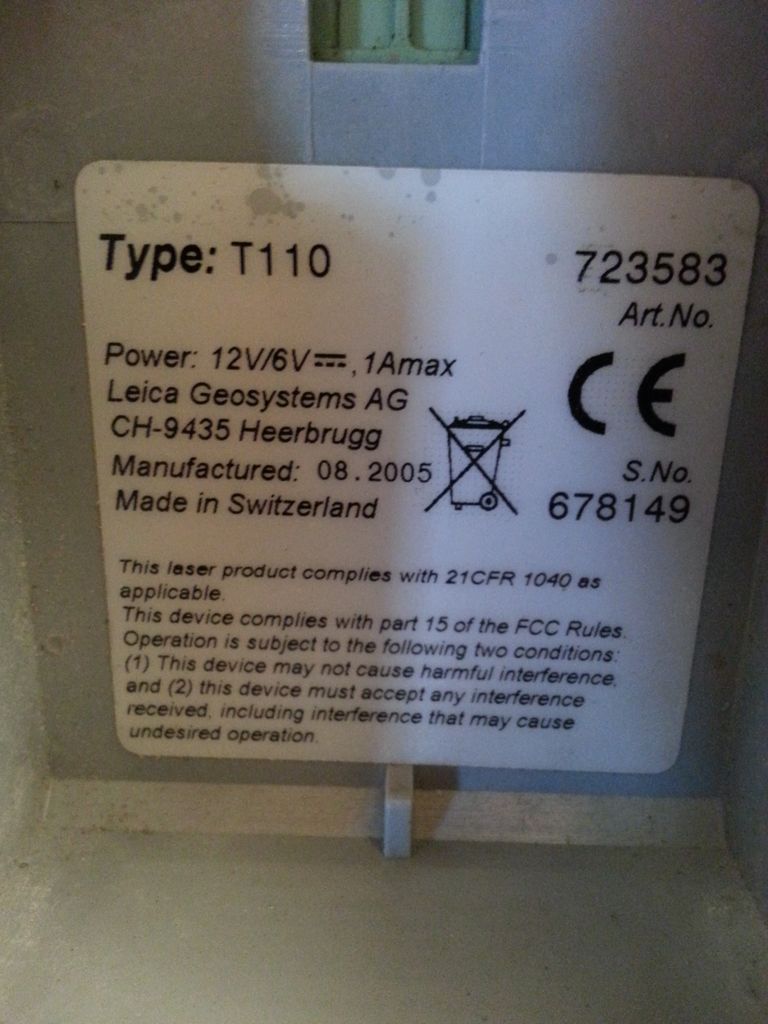 Type: T110
723583
Art.No.
Power: 12V/6V⎓, 1Amax
Leica Geosystems AG
CH-9435 Heerbrugg
Manufactured: 08.2005
Made in Switzerland
CE
S.No.
678149
This laser product complies with 21CFR 1040 as
applicable.
This device complies with part 15 of the FCC Rules.
Operation is subject to the following two conditions:
(1) This device may not cause harmful interference,
and (2) this device must accept any interference
received, including interference that may cause
undesired operation.